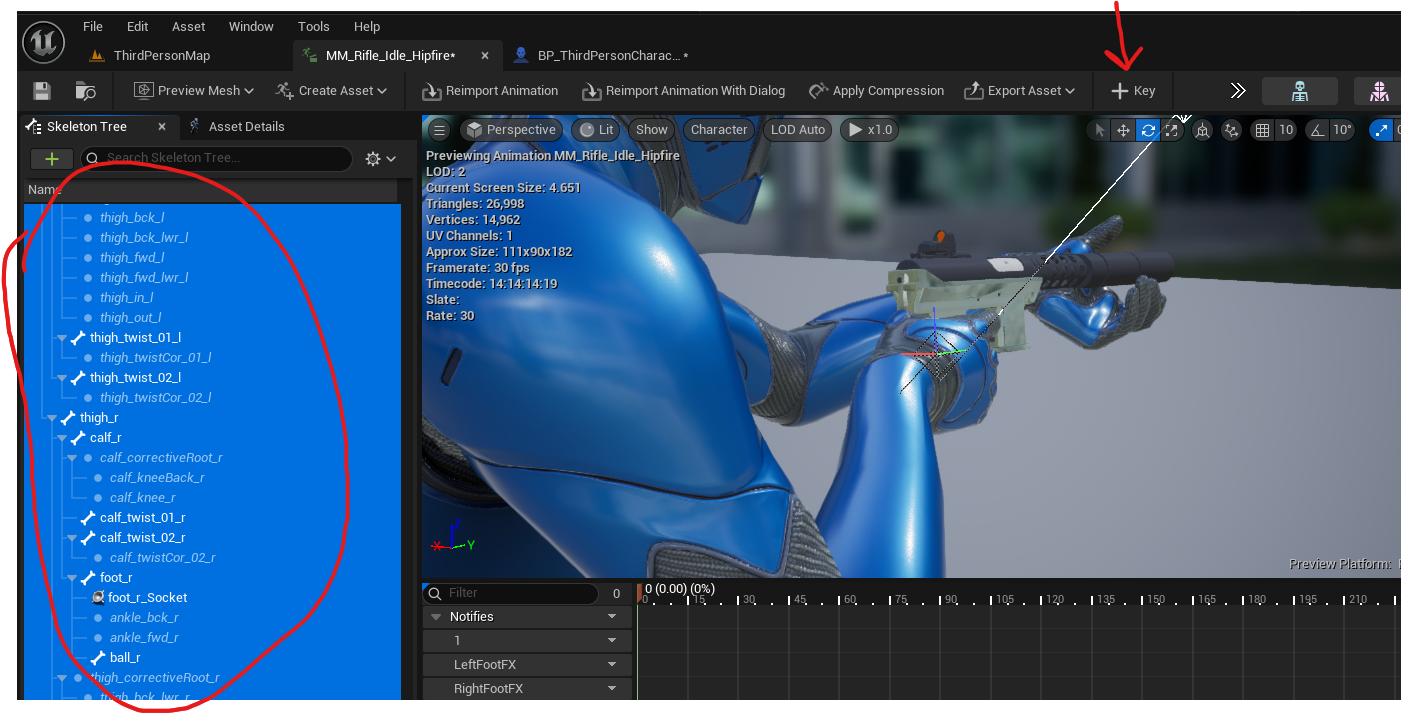 File Edit Asset Window Tools Help
ThirdPersonMap MM_Rifle_Idle_Hipfire* BP_ThirdPersonCharac... *
Preview Mesh Create Asset Reimport Animation Reimport Animation With Dialog Apply Compression Export Asset Key
Skeleton Tree Asset Details
Search Skeleton Tree...
Name
thigh_bck_l
thigh_bck_lwr_l
thigh_fwd_l
thigh_fwd_lwr_l
thigh_in_l
thigh_out_l
thigh_twist_01_l
thigh_twistCor_01_l
thigh_twist_02_l
thigh_twistCor_02_l
thigh_r
calf_r
calf_correctiveRoot_r
calf_kneeBack_r
calf_knee_r
calf_twist_01_r
calf_twist_02_r
calf_twistCor_02_r
foot_r
foot_r_Socket
ankle_bck_r
ankle_fwd_r
ball_r
thigh_correctiveRoot_r
thigh_bck_lwr_r
Perspective Lit Show Character LOD Auto x1.0 10 10°
Previewing Animation MM_Rifle_Idle_Hipfire
LOD: 2
Current Screen Size: 4.651
Triangles: 26,998
Vertices: 14,962
UV Channels: 1
Approx Size: 111x90x182
Framerate: 30 fps
Timecode: 14:14:14:19
Slate:
Rate: 30
Z
X Y
Preview Platform:
Filter 0 0 (0.00) (0%)
0 15 30 45 60 75 90 105 120 135 150 165 180 195 210
Notifies
1
LeftFootFX
RightFootFX